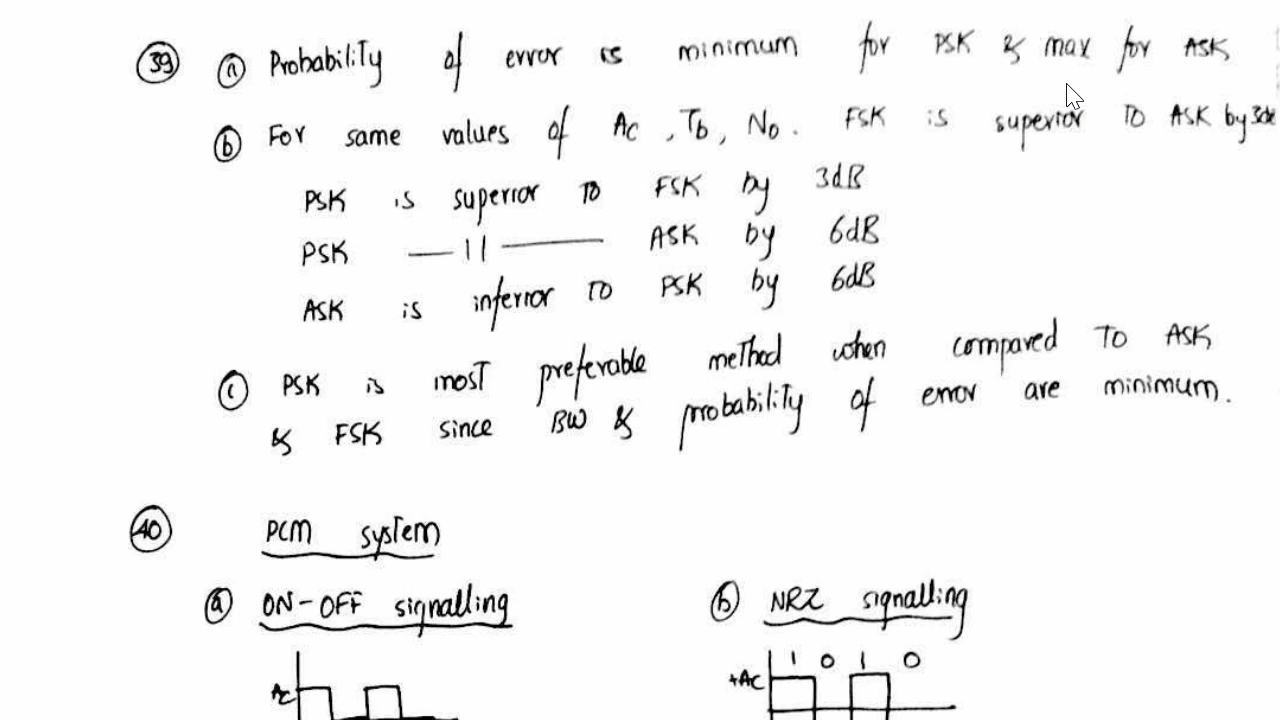 39 a Probability of error is minimum for PSK & max for ASK
b For same values of Ac, Tb, No. FSK is superior to ASK by 3dB
PSK is superior to FSK by 3dB
PSK —11— ASK by 6dB
ASK is inferior to PSK by 6dB
c PSK is most preferable method when compared to ASK
& FSK since BW & probability of error are minimum.
40 PCM system
a ON-OFF signalling
b NRZ signalling
Ac
+Ac 1 0 1 0